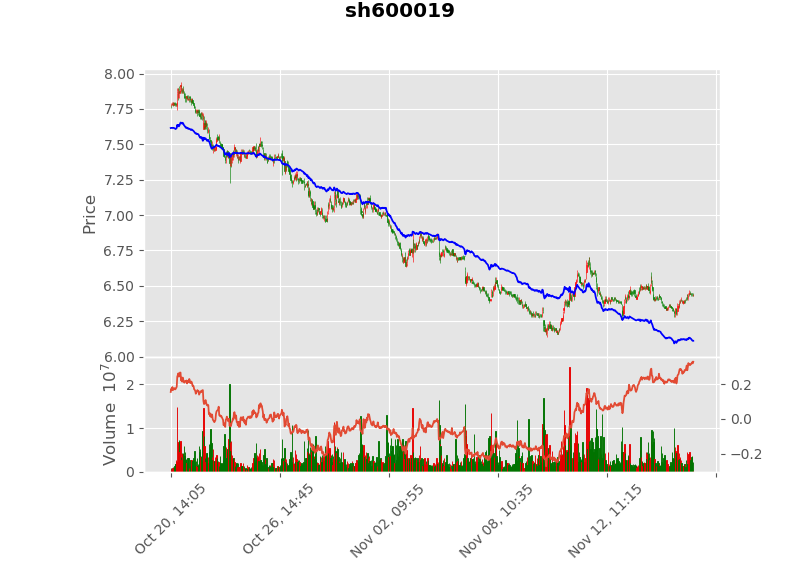 sh600019
8.00
7.75
7.50
7.25
7.00
6.75
6.50
6.25
6.00
Price
2
1
0
Volume 10^7
0.2
0.0
−0.2
Oct 20, 14:05
Oct 26, 14:45
Nov 02, 09:55
Nov 08, 10:35
Nov 12, 11:15